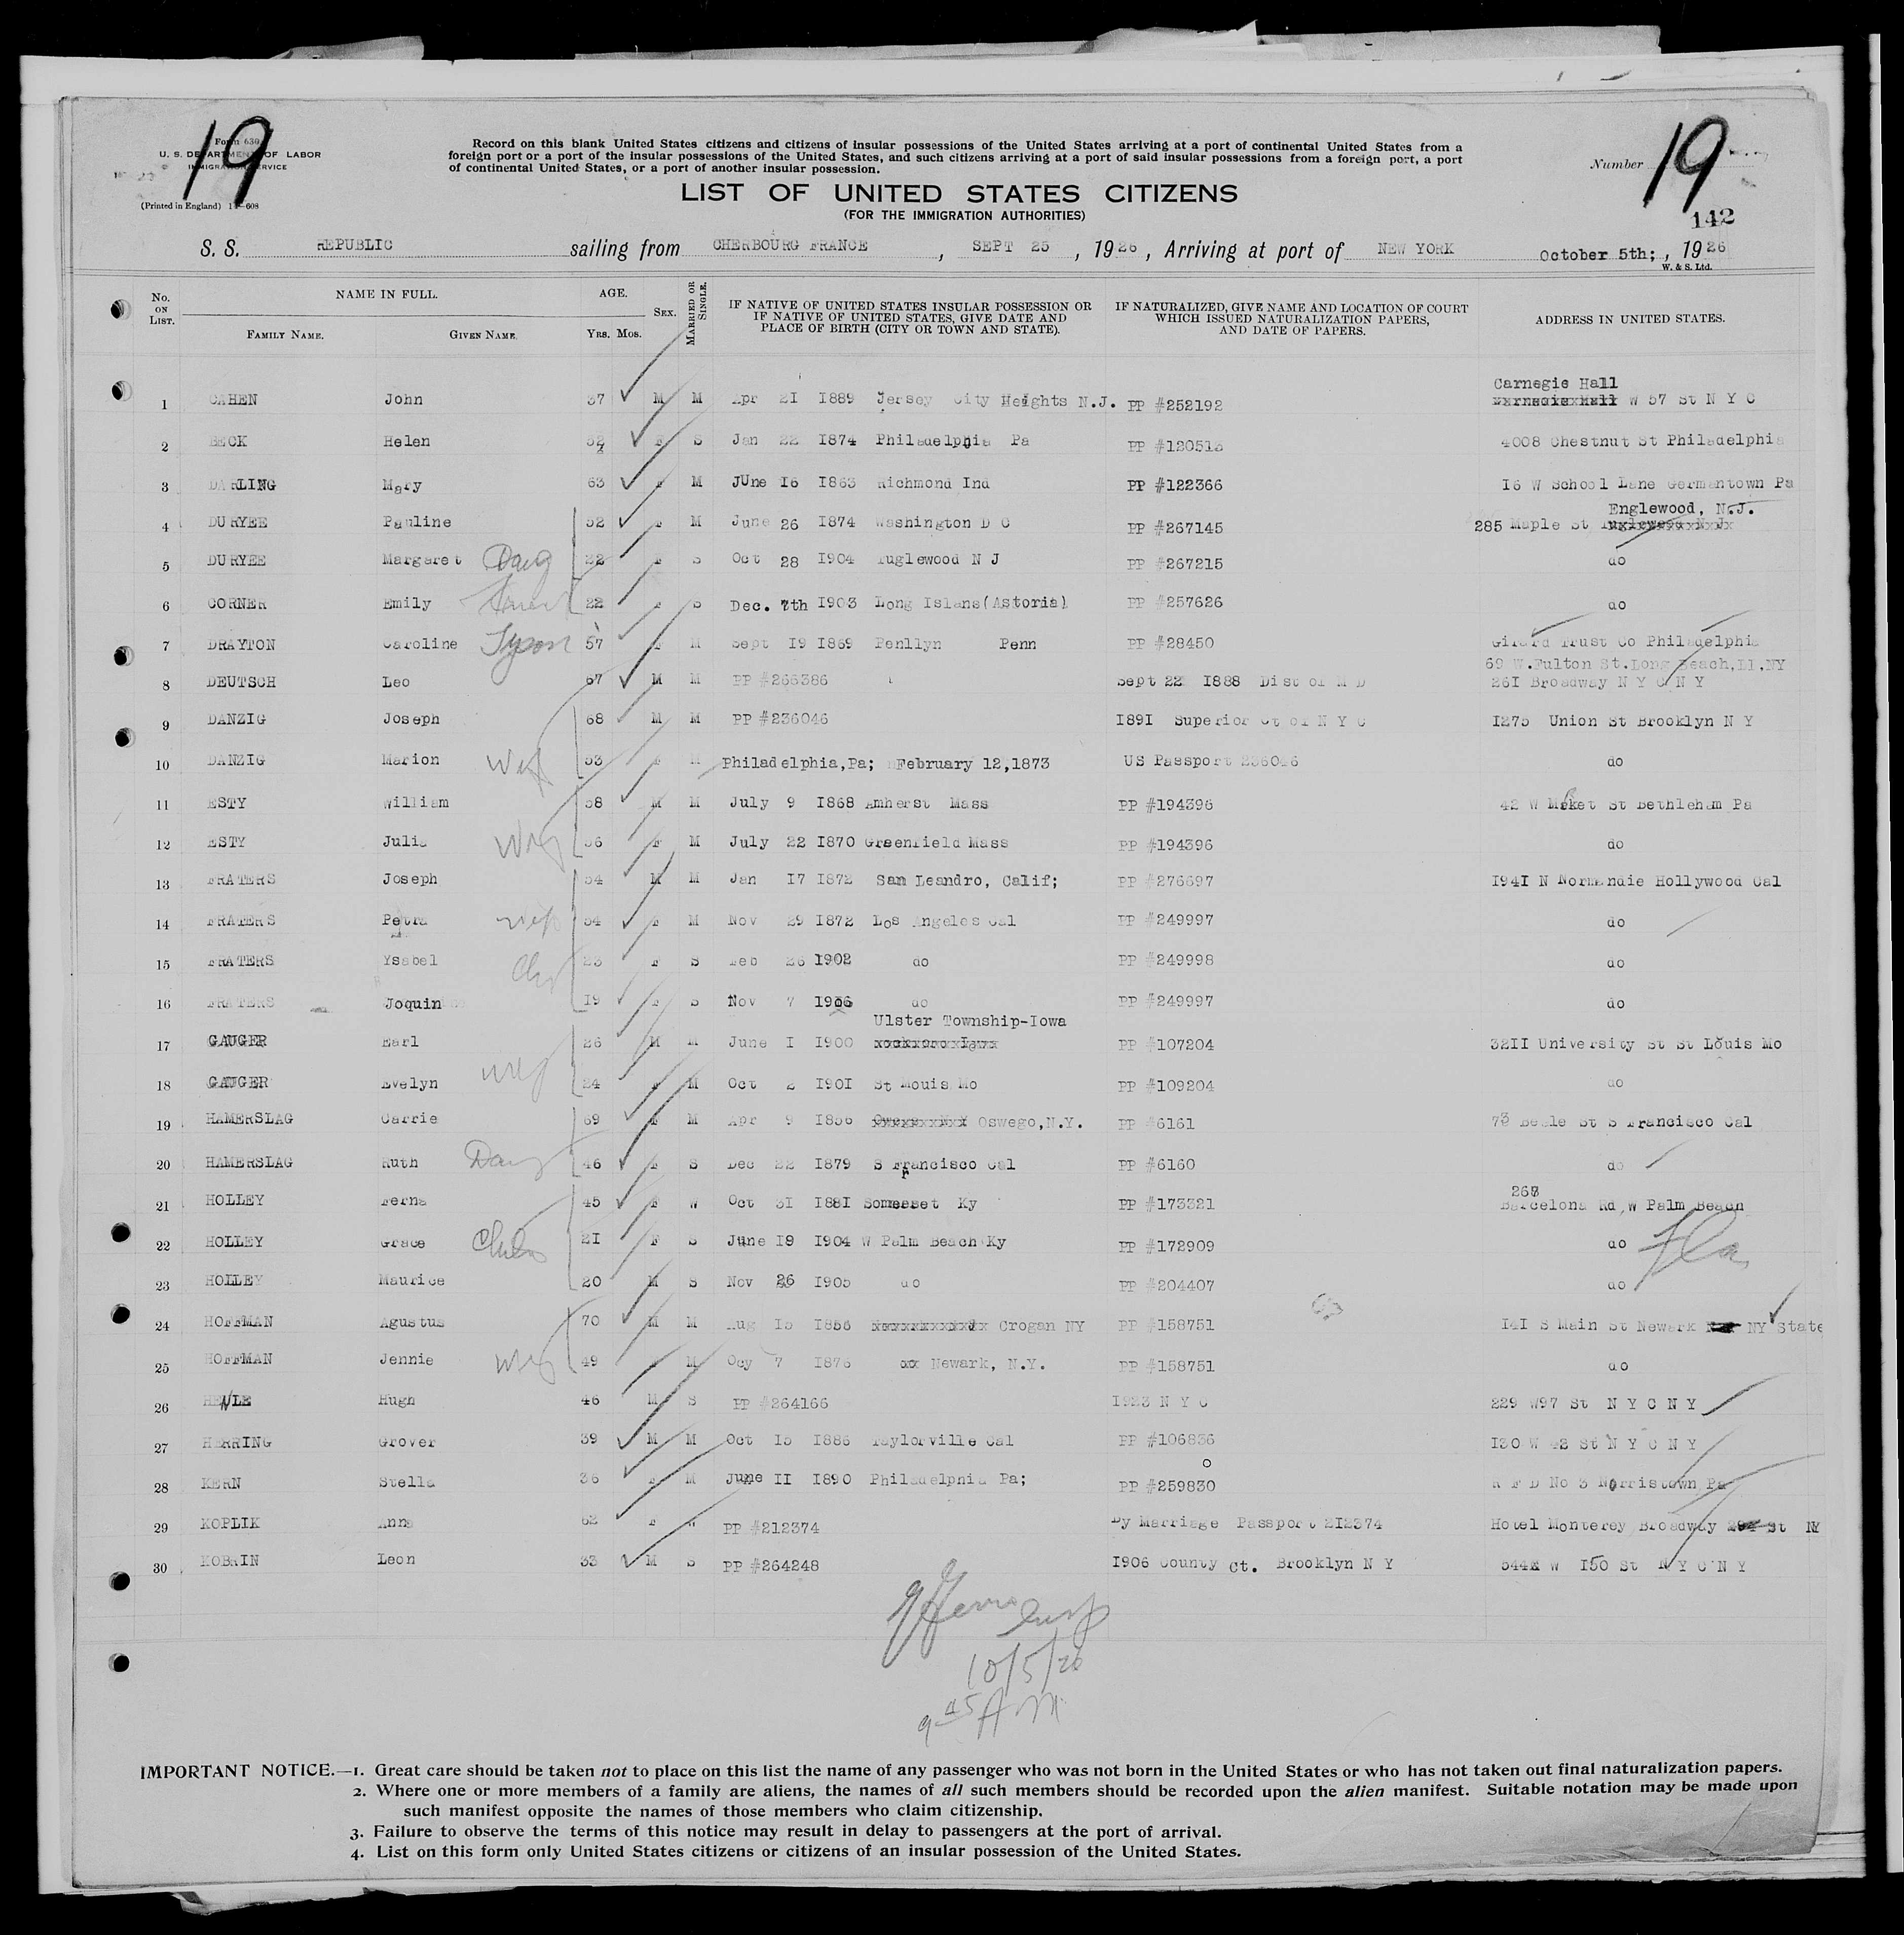 19
19
Form 630
U. S. DEPARTMENT OF LABOR
IMMIGRATION SERVICE
(Printed in England) 14—608
Record on this blank United States citizens and citizens of insular possessions of the United States arriving at a port of continental United States from a
foreign port or a port of the insular possessions of the United States, and such citizens arriving at a port of said insular possessions from a foreign port, a port
of continental United States, or a port of another insular possession.
Number
LIST OF UNITED STATES CITIZENS
(FOR THE IMMIGRATION AUTHORITIES)
142
S. S. REPUBLIC sailing from CHERBOURG FRANCE, SEPT 25, 1926, Arriving at port of NEW YORK October 5th; , 1926
W. & S. Ltd.
No. ON LIST. NAME IN FULL. AGE. SEX. MARRIED OR SINGLE. IF NATIVE OF UNITED STATES INSULAR POSSESSION OR IF NATIVE OF UNITED STATES, GIVE DATE AND PLACE OF BIRTH (CITY OR TOWN AND STATE). IF NATURALIZED, GIVE NAME AND LOCATION OF COURT WHICH ISSUED NATURALIZATION PAPERS, AND DATE OF PAPERS. ADDRESS IN UNITED STATES.
FAMILY NAME. GIVEN NAME. YRS. MOS.
Carnegie Hall
1 CAHEN John 37 M M Apr 21 1889 Jersey City Heights N.J. PP #252192 W 57 St N Y C
2 BECK Helen 52 F S Jan 22 1874 Philadelphia Pa 4008 Chestnut St Philadelphia
3 DARLING Mary 63 F M JUne 16 1863 Richmond Ind PP #122366 16 W School Lane Germantown Pa
Englewood, N.J.
4 DURYEE Pauline 52 F M June 26 1874 Washington D C PP #267145 285 Maple St
5 DURYEE Margaret Daug 22 F S Oct 28 1904 Inglewood N J PP #267215 do
6 CORNER Emily 22 F S Dec. 7th 1903 Long Islans(Astoria) PP #257626 do
7 DRAYTON Caroline Tyson 57 F M Sept 19 1869 Penllyn Penn PP #28450 Girard Trust Co Philadelphia
69 W.Fulton St.Long Beach,LI,NY
8 DEUTSCH Leo 67 M M PP #266386 Sept 22 1888 Dist of M D 261 Broadway N Y C N Y
9 DANZIG Joseph 68 M M PP #236046 1891 Superior Ct of N Y C 1275 Union St Brooklyn N Y
10 DANZIG Marion Wife 53 F M Philadelphia,Pa; February 12,1873 US Passport 236046 do
11 ESTY William 58 M M July 9 1868 Amherst Mass PP #194396 42 W Market St Bethleham Pa
12 ESTY Julia Wife 56 F M July 22 1870 Greenfield Mass PP #194396 do
13 FRATERS Joseph 54 M M Jan 17 1872 San Leandro, Calif; PP #276697 1941 N Normandie Hollywood Cal
14 FRATERS Petra wife 54 F M Nov 29 1872 Los Angeles Cal PP #249997 do
15 FRATERS Ysabel 23 F S Feb 26 1902 do PP #249998 do
16 FRATERS Joquin 19 F S Nov 7 1906 do PP #249997 do
Ulster Township-Iowa
17 GAUGER Earl 26 M M June 1 1900 PP #107204 3211 University St St Louis Mo
18 GAUGER Evelyn wife 24 F M Oct 2 1901 St Mouis Mo PP #109204 do
19 HAMERSLAG Carrie 69 F M Apr 9 1856 Oswego,N.Y. PP #6161 73 Beale St S Francisco Cal
20 HAMERSLAG Ruth Daug 46 F S Dec 22 1879 S Francisco Cal PP #6160 do
268
21 HOLLEY Ferna 45 F W Oct 31 1881 Somerset Ky PP #173321 Barcelona Rd,W Palm Beach
22 HOLLEY Grace Chilo 21 F S June 19 1904 W Palm Beach Ky PP #172909 do Fla
23 HOLLEY Maurice 20 M S Nov 26 1905 do PP #204407 do
24 HOFFMAN Agustus 70 M M Aug 15 1856 Crogan NY PP #158751 141 S Main St Newark NY State
25 HOFFMAN Jennie wife 49 F M Ocy 7 1876 Newark, N.Y. PP #158751 do
26 HENLE Hugh 46 M S PP #264166 1923 N Y C 229 W97 St N Y C N Y
27 HERRING Grover 39 M M Oct 15 1886 Taylorville Cal PP #106836 130 W 42 St N Y C N Y
28 KERN Stella 36 F M June 11 1890 Philadelphia Pa; PP #259830 R F D No 3 Norristown Pa
29 KOPLIK Anna 62 F W PP #212374 By Marriage Passport 212374 Hotel Monterey Broadway St NY
30 KOBRIN Leon 33 M S PP #264248 1906 County Ct. Brooklyn N Y 544 W 150 St N Y C N Y
10/5/26
9 45 AM
IMPORTANT NOTICE.—1. Great care should be taken not to place on this list the name of any passenger who was not born in the United States or who has not taken out final naturalization papers.
2. Where one or more members of a family are aliens, the names of all such members should be recorded upon the alien manifest. Suitable notation may be made upon
such manifest opposite the names of those members who claim citizenship.
3. Failure to observe the terms of this notice may result in delay to passengers at the port of arrival.
4. List on this form only United States citizens or citizens of an insular possession of the United States.